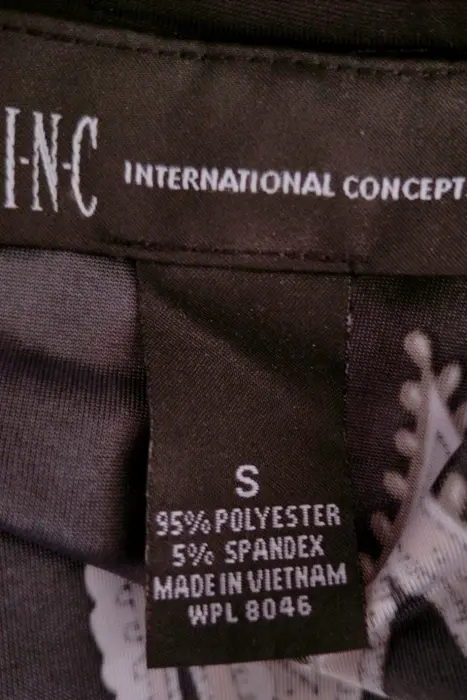 I·N·C INTERNATIONAL CONCEPT
S
95% POLYESTER
5% SPANDEX
MADE IN VIETNAM
WPL 8046